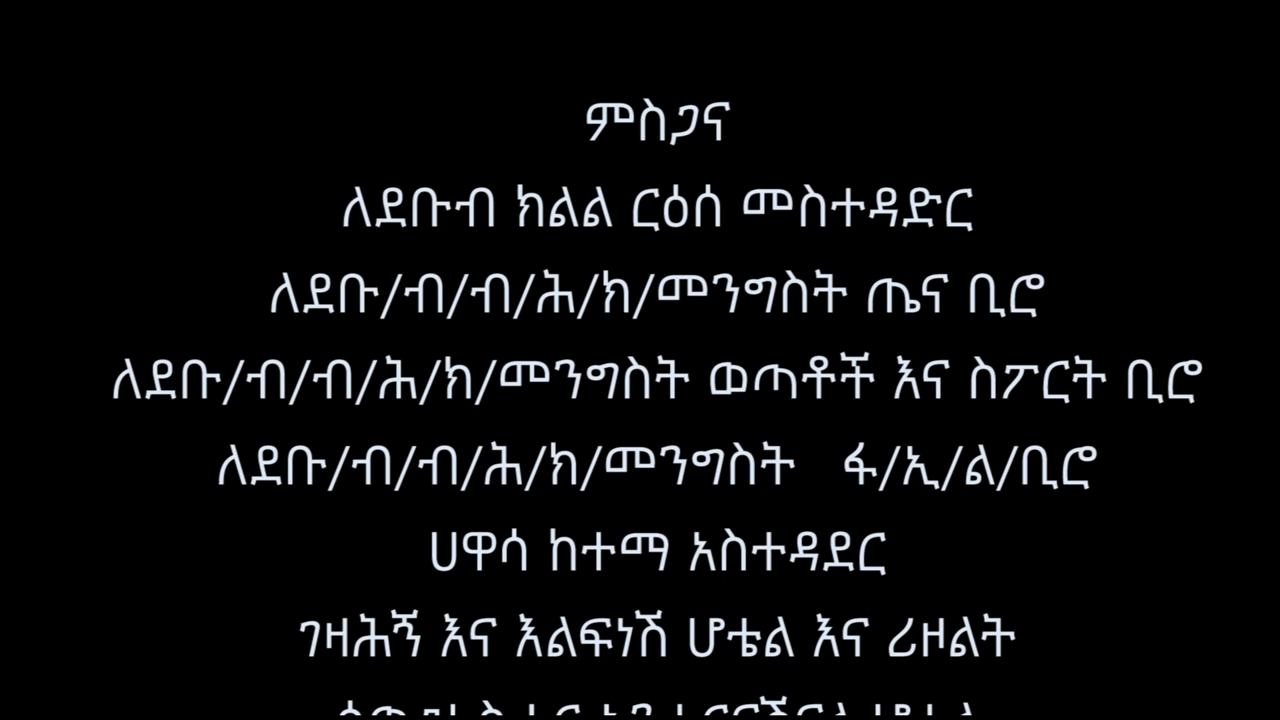 ምስጋና
ለደቡብ ክልል ርዕሰ መስተዳድር
ለደቡ/ብ/ብ/ሕ/ክ/መንግስት ጤና ቢሮ
ለደቡ/ብ/ብ/ሕ/ክ/መንግስት ወጣቶች እና ስፖርት ቢሮ
ለደቡ/ብ/ብ/ሕ/ክ/መንግስት ፋ/ኢ/ል/ቢሮ
ሀዋሳ ከተማ አስተዳደር
ገዛሕኝ እና እልፍነሽ ሆቴል እና ሪዞልት